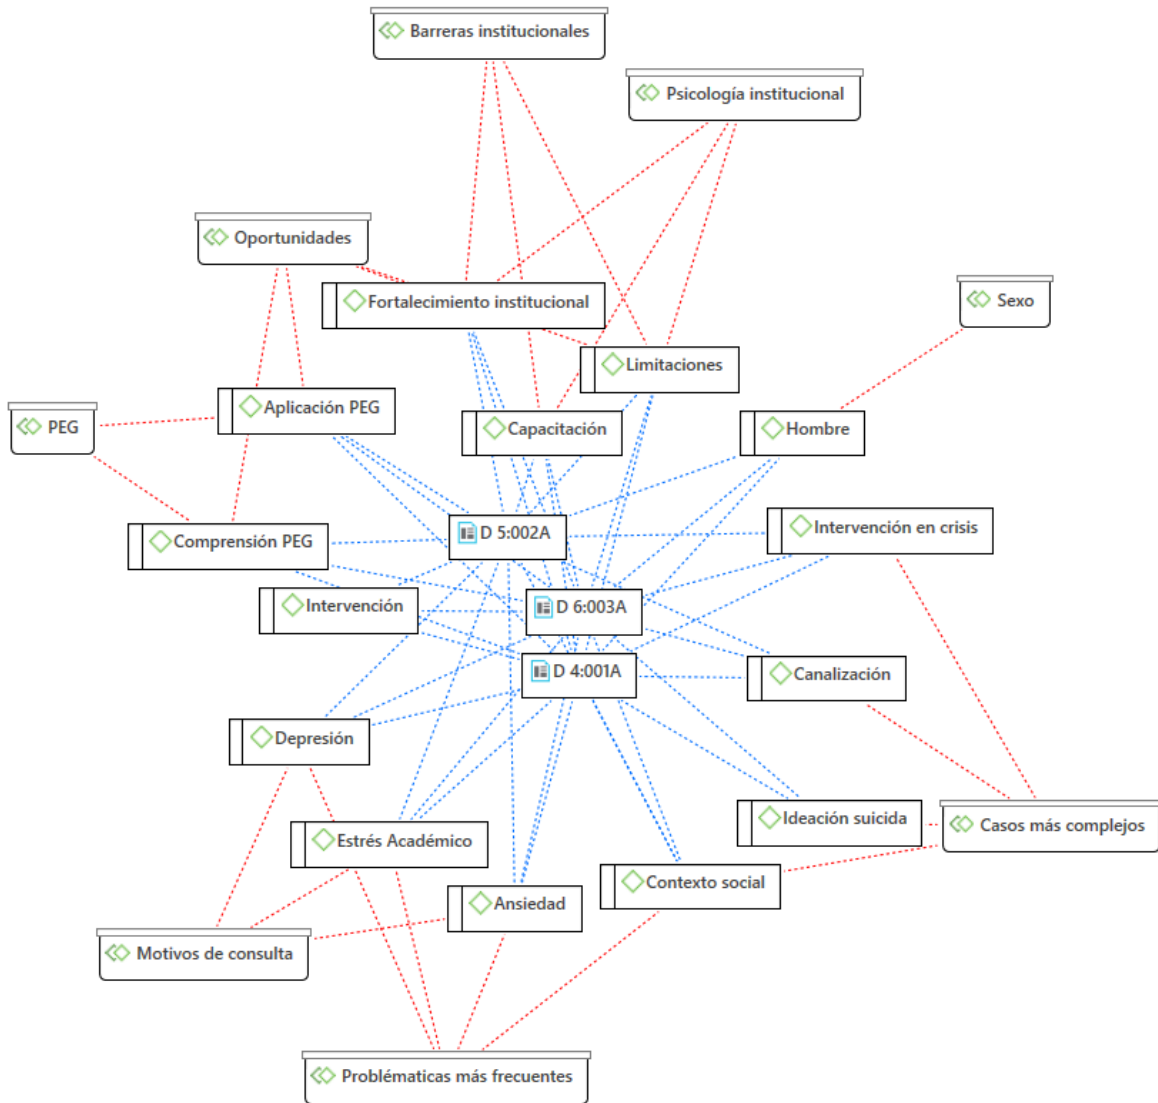 Barreras institucionales
Psicología institucional
Oportunidades
Fortalecimiento institucional
Sexo
Limitaciones
Aplicación PEG
PEG
Capacitación
Hombre
D 5:002A
Intervención en crisis
Comprensión PEG
Intervención
D 6:003A
D 4:001A
Canalización
Depresión
Ideación suicida
Casos más complejos
Estrés Académico
Contexto social
Ansiedad
Motivos de consulta
Problématicas más frecuentes